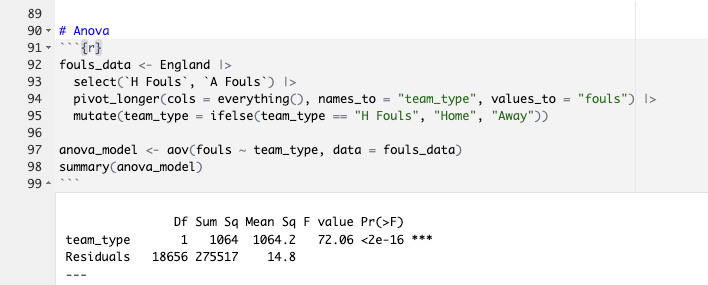 89
90 # Anova
91 ```{r}
92 fouls_data <- England |>
93   select(`H Fouls`, `A Fouls`) |>
94   pivot_longer(cols = everything(), names_to = "team_type", values_to = "fouls") |>
95   mutate(team_type = ifelse(team_type == "H Fouls", "Home", "Away"))
96
97 anova_model <- aov(fouls ~ team_type, data = fouls_data)
98 summary(anova_model)
99 ```
               Df Sum Sq Mean Sq F value Pr(>F)
team_type       1   1064  1064.2   72.06 <2e-16 ***
Residuals   18656 275517    14.8
---